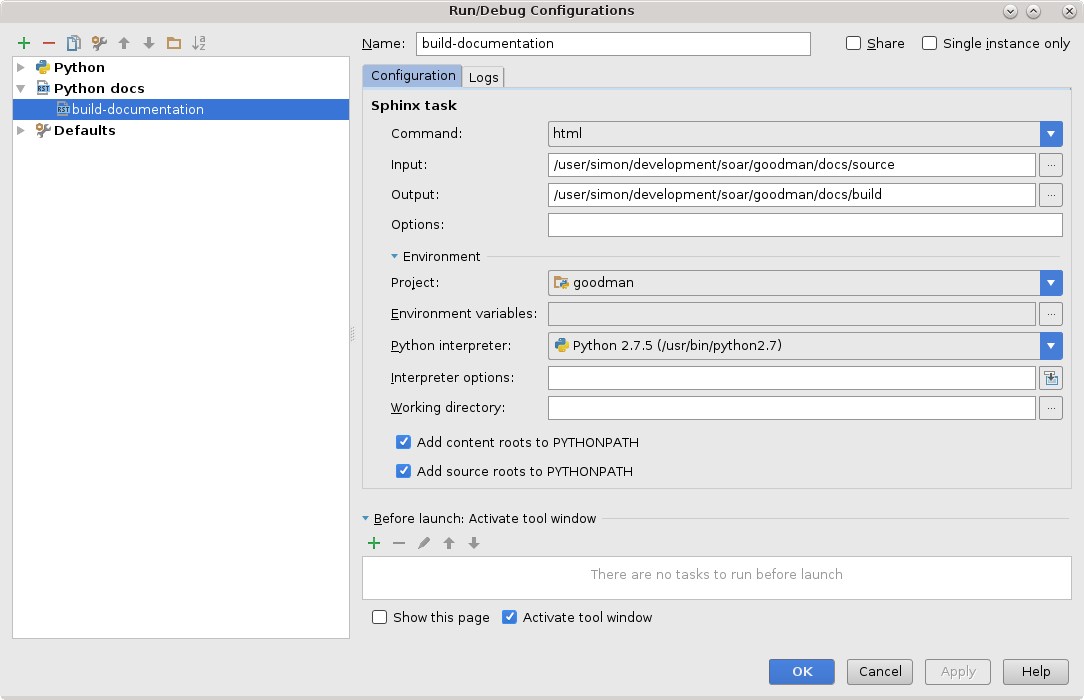 Run/Debug Configurations
Name: build-documentation Share Single instance only
Python
Python docs
build-documentation
Defaults
Configuration Logs
Sphinx task
Command: html
Input: /user/simon/development/soar/goodman/docs/source ...
Output: /user/simon/development/soar/goodman/docs/build ...
Options:
Environment
Project: goodman
Environment variables: ...
Python interpreter: Python 2.7.5 (/usr/bin/python2.7)
Interpreter options:
Working directory: ...
Add content roots to PYTHONPATH
Add source roots to PYTHONPATH
Before launch: Activate tool window
There are no tasks to run before launch
Show this page Activate tool window
OK Cancel Apply Help